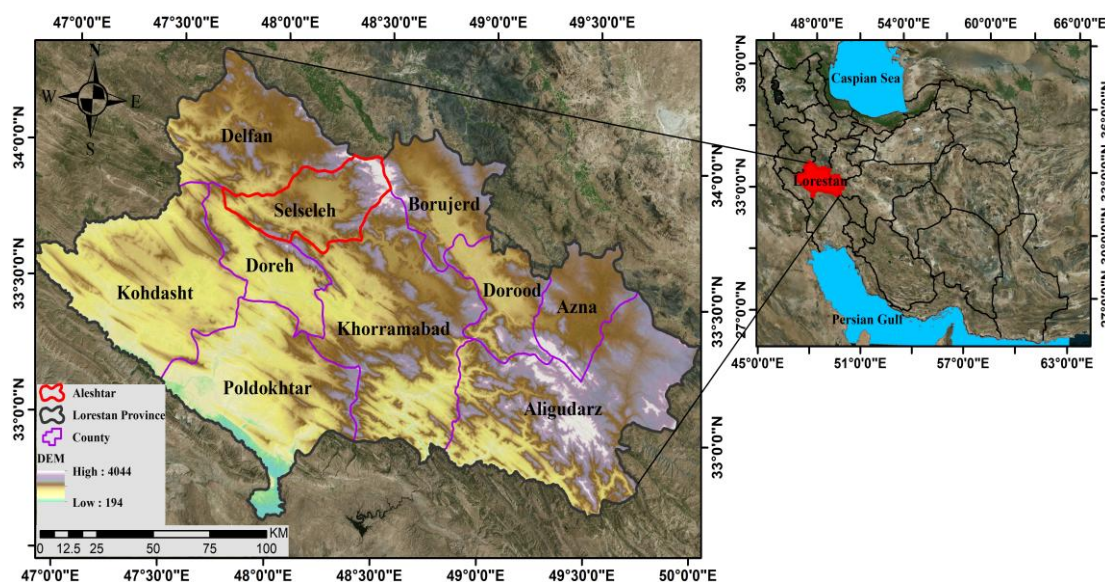 47°0'0"E 47°30'0"E 48°0'0"E 48°30'0"E 49°0'0"E 49°30'0"E
N
W E
S
34°0'0"N
33°30'0"N
33°0'0"N
Delfan
Selseleh
Borujerd
Doreh
Kohdasht
Dorood
Azna
Khorramabad
Poldokhtar
Aligudarz
34°0'0"N
33°30'0"N
33°0'0"N
Aleshtar
Lorestan Province
County
DEM
High : 4044
Low : 194
KM
0 12.5 25 50 75 100
47°0'0"E 47°30'0"E 48°0'0"E 48°30'0"E 49°0'0"E 49°30'0"E 50°0'0"E
48°0'0"E 54°0'0"E 60°0'0"E 66°0'0"E
39°0'0"N
33°0'0"N
27°0'0"N
Caspian Sea
Lorestan
Persian Gulf
36°0'0"N
45°0'0"E 51°0'0"E 57°0'0"E 63°0'0"E